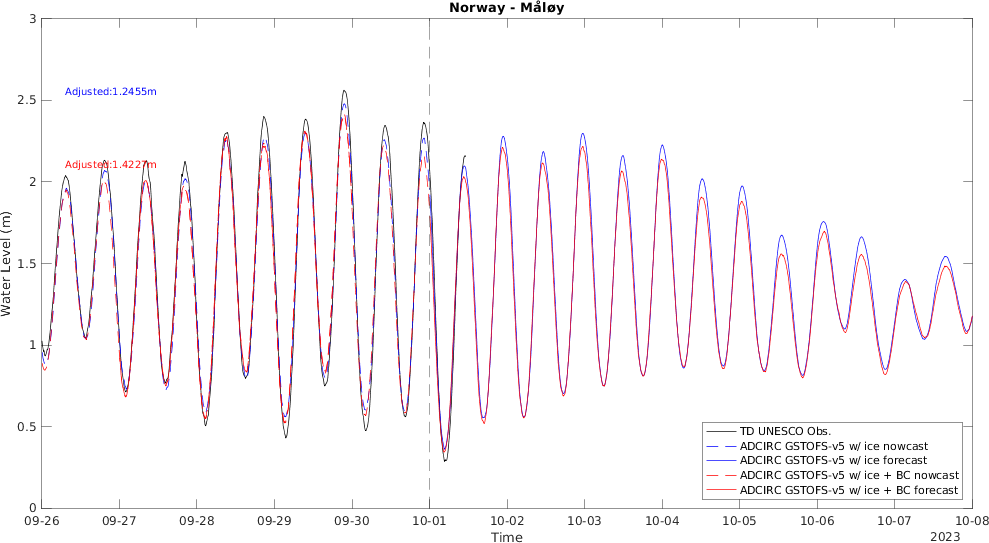 Norway - Måløy
3
2.5
2
1.5
1
0.5
0
Water Level (m)
Adjusted:1.2455m
Adjusted:1.4227m
TD UNESCO Obs.
ADCIRC GSTOFS-v5 w/ ice nowcast
ADCIRC GSTOFS-v5 w/ ice forecast
ADCIRC GSTOFS-v5 w/ ice + BC nowcast
ADCIRC GSTOFS-v5 w/ ice + BC forecast
09-26 09-27 09-28 09-29 09-30 10-01 10-02 10-03 10-04 10-05 10-06 10-07 10-08
Time
2023